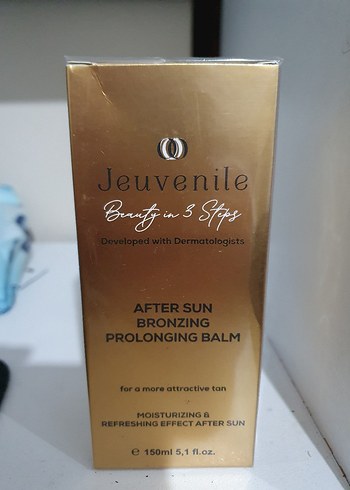 Jeuvenile
Beauty in 3 Steps
Developed with Dermatologists
AFTER SUN
BRONZING
PROLONGING BALM
for a more attractive tan
MOISTURIZING &
REFRESHING EFFECT AFTER SUN
℮ 150ml 5,1 fl.oz.